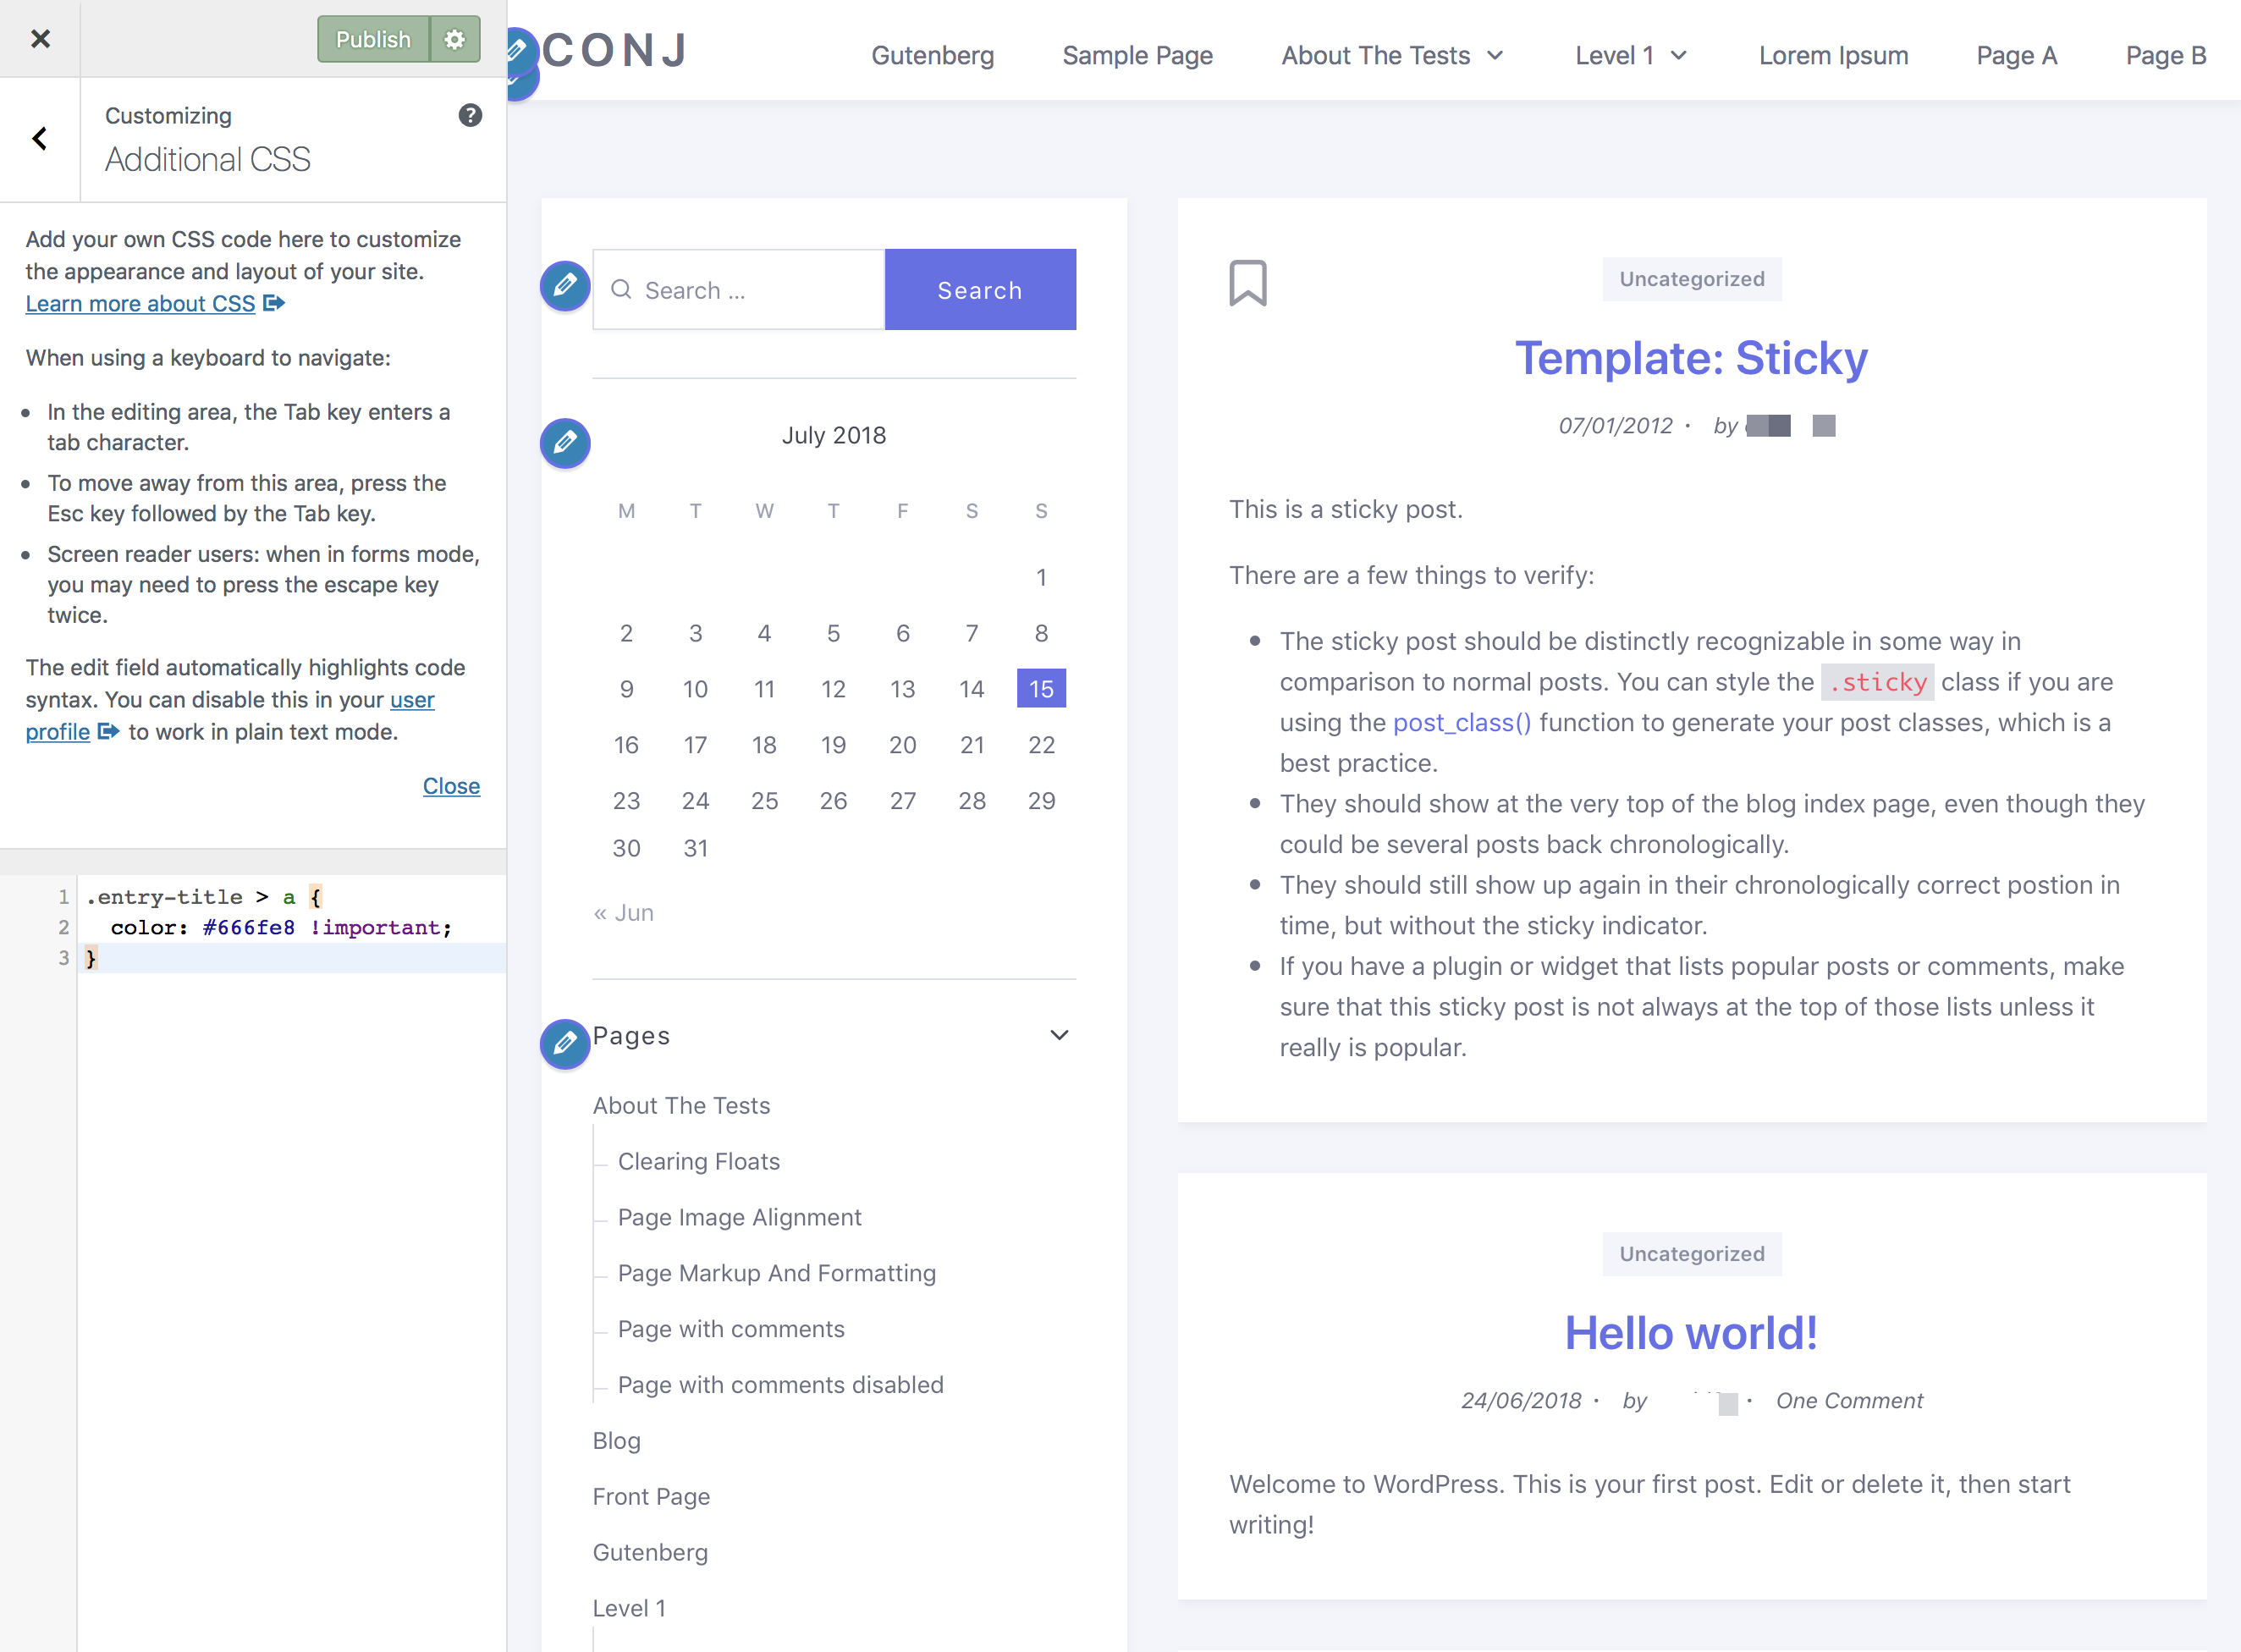 Publish
Customizing
Additional CSS
Add your own CSS code here to customize
the appearance and layout of your site.
Learn more about CSS
When using a keyboard to navigate:
In the editing area, the Tab key enters a
tab character.
To move away from this area, press the
Esc key followed by the Tab key.
Screen reader users: when in forms mode,
you may need to press the escape key
twice.
The edit field automatically highlights code
syntax. You can disable this in your user
profile to work in plain text mode.
Close
1 .entry-title > a {
2 color: #666fe8 !important;
3 }
CONJ
Gutenberg Sample Page About The Tests Level 1 Lorem Ipsum Page A Page B
Search ... Search
July 2018
M T W T F S S
1
2 3 4 5 6 7 8
9 10 11 12 13 14 15
16 17 18 19 20 21 22
23 24 25 26 27 28 29
30 31
« Jun
Pages
About The Tests
Clearing Floats
Page Image Alignment
Page Markup And Formatting
Page with comments
Page with comments disabled
Blog
Front Page
Gutenberg
Level 1
Uncategorized
Template: Sticky
07/01/2012 · by
This is a sticky post.
There are a few things to verify:
The sticky post should be distinctly recognizable in some way in
comparison to normal posts. You can style the .sticky class if you are
using the post_class() function to generate your post classes, which is a
best practice.
They should show at the very top of the blog index page, even though they
could be several posts back chronologically.
They should still show up again in their chronologically correct postion in
time, but without the sticky indicator.
If you have a plugin or widget that lists popular posts or comments, make
sure that this sticky post is not always at the top of those lists unless it
really is popular.
Uncategorized
Hello world!
24/06/2018 · by · One Comment
Welcome to WordPress. This is your first post. Edit or delete it, then start
writing!